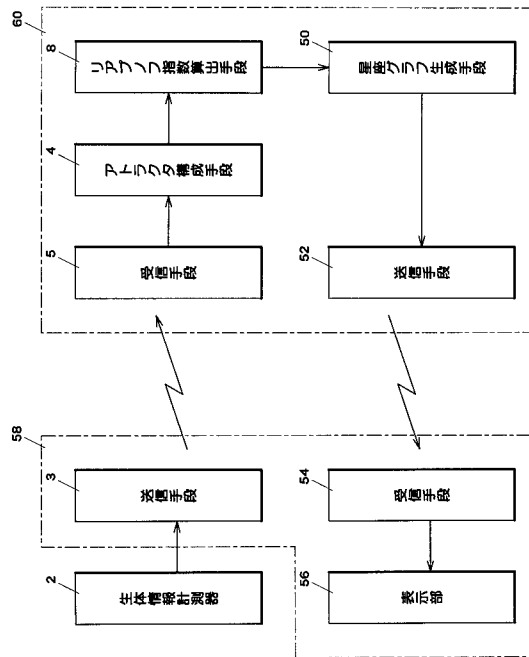 60
8
リアプノフ指数算出手段
50
星座グラフ生成手段
4
アトラクタ構成手段
5
受信手段
52
送信手段
58
3
送信手段
54
受信手段
2
生体情報計測器
56
表示部